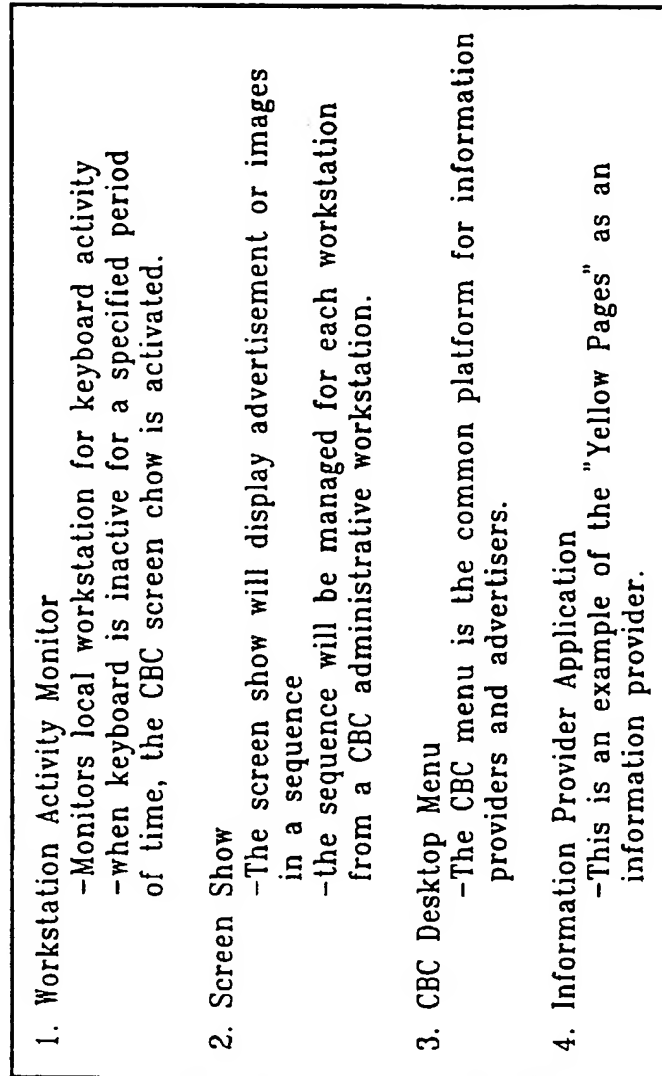 1. Workstation Activity Monitor
-Monitors local workstation for keyboard activity
-when keyboard is inactive for a specified period
of time, the CBC screen chow is activated.
2. Screen Show
-The screen show will display advertisement or images
in a sequence
-the sequence will be managed for each workstation
from a CBC administrative workstation.
3. CBC Desktop Menu
-The CBC menu is the common platform for information
providers and advertisers.
4. Information Provider Application
-This is an example of the "Yellow Pages" as an
information provider.